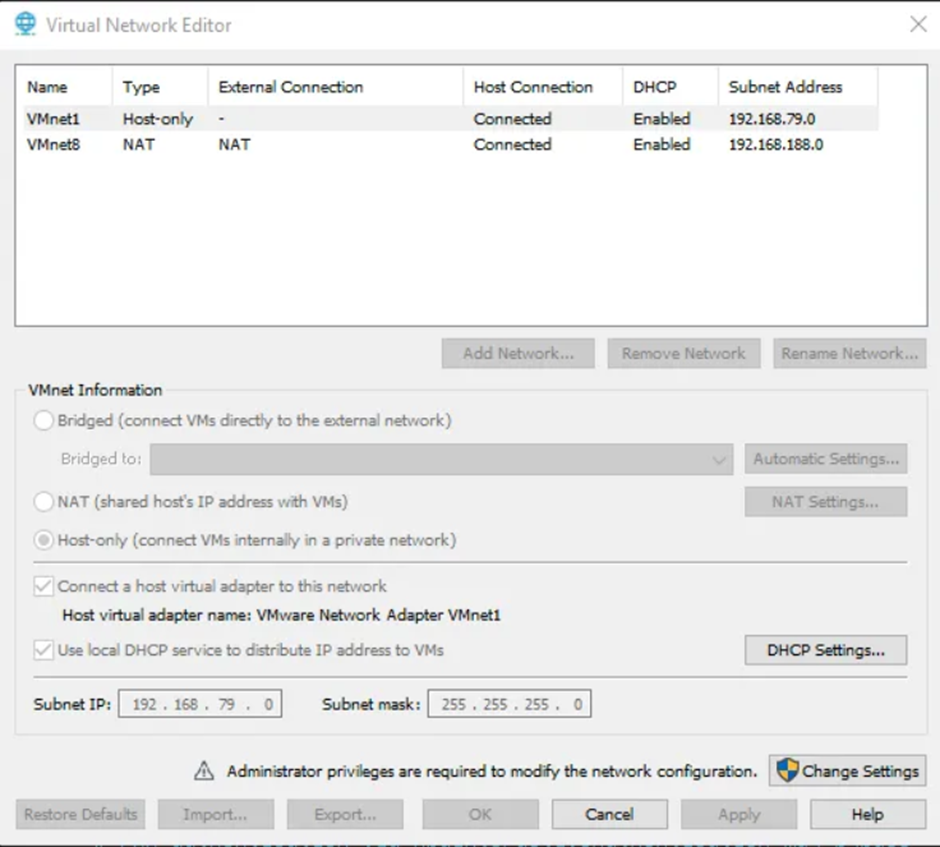 Virtual Network Editor
Name Type External Connection Host Connection DHCP Subnet Address
VMnet1 Host-only - Connected Enabled 192.168.79.0
VMnet8 NAT NAT Connected Enabled 192.168.188.0
Add Network... Remove Network Rename Network...
VMnet Information
Bridged (connect VMs directly to the external network)
Bridged to: Automatic Settings...
NAT (shared host's IP address with VMs) NAT Settings...
Host-only (connect VMs internally in a private network)
Connect a host virtual adapter to this network
Host virtual adapter name: VMware Network Adapter VMnet1
Use local DHCP service to distribute IP address to VMs DHCP Settings...
Subnet IP: 192 . 168 . 79 . 0 Subnet mask: 255 . 255 . 255 . 0
Administrator privileges are required to modify the network configuration. Change Settings
Restore Defaults Import... Export... OK Cancel Apply Help